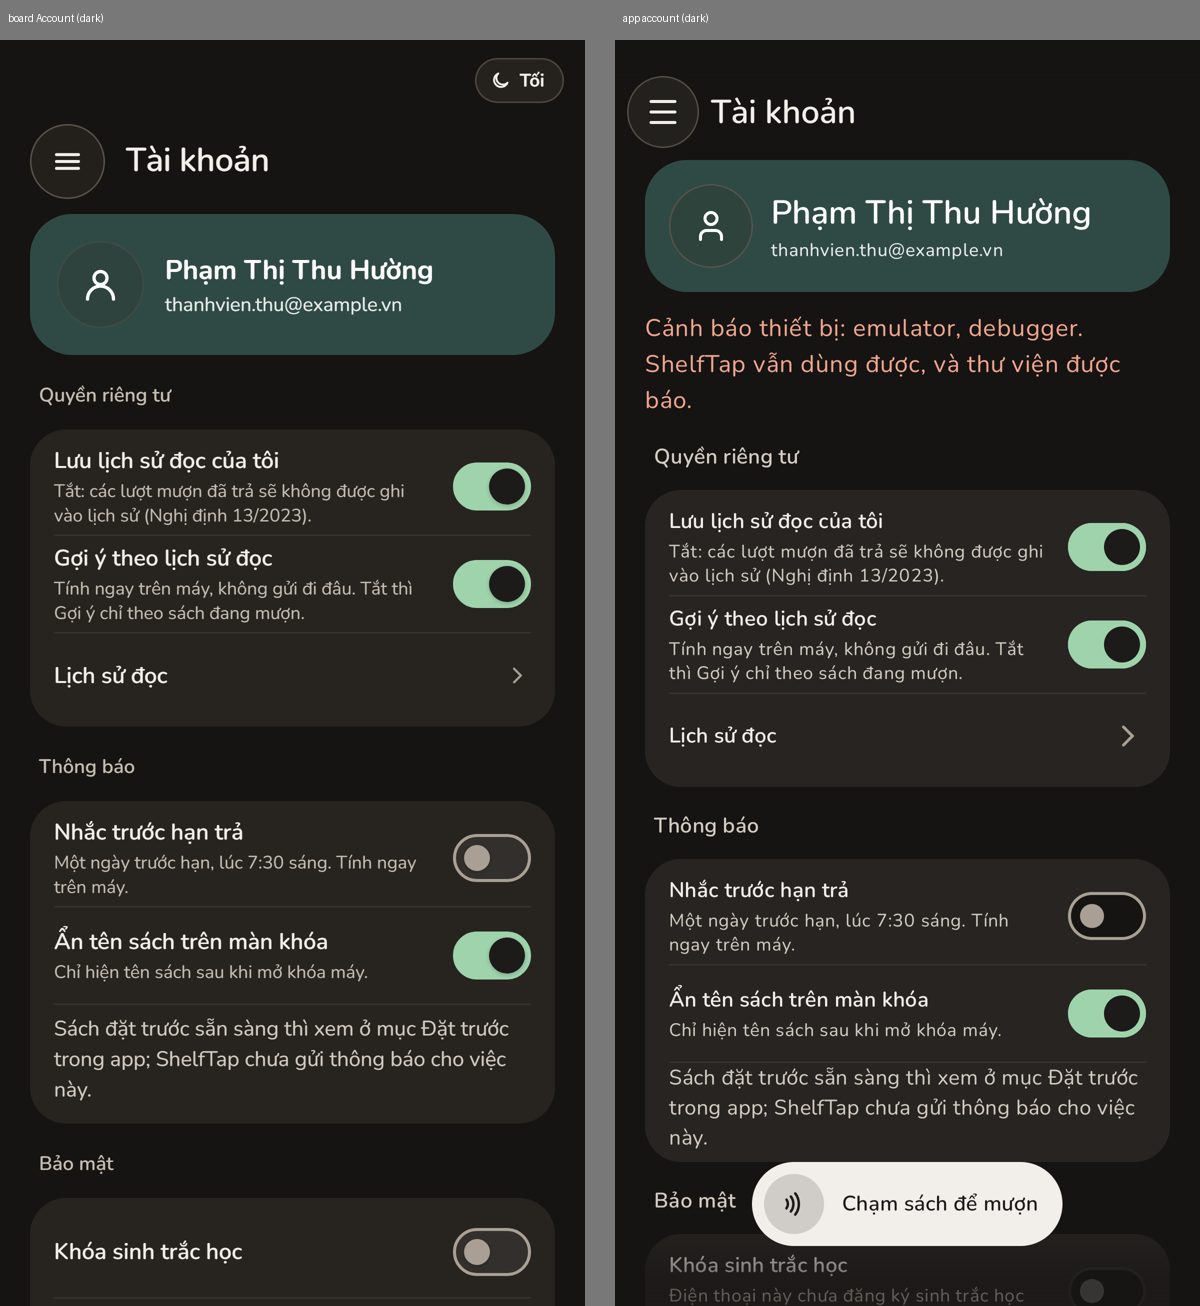 board Account (dark)
Tối
Tài khoản
Phạm Thị Thu Hường
thanhvien.thu@example.vn
Quyền riêng tư
Lưu lịch sử đọc của tôi
Tắt: các lượt mượn đã trả sẽ không được ghi
vào lịch sử (Nghị định 13/2023).
Gợi ý theo lịch sử đọc
Tính ngay trên máy, không gửi đi đâu. Tắt thì
Gợi ý chỉ theo sách đang mượn.
Lịch sử đọc
Thông báo
Nhắc trước hạn trả
Một ngày trước hạn, lúc 7:30 sáng. Tính ngay
trên máy.
Ẩn tên sách trên màn khóa
Chỉ hiện tên sách sau khi mở khóa máy.
Sách đặt trước sẵn sàng thì xem ở mục Đặt trước
trong app; ShelfTap chưa gửi thông báo cho việc
này.
Bảo mật
Khóa sinh trắc học
app account (dark)
Tài khoản
Phạm Thị Thu Hường
thanhvien.thu@example.vn
Cảnh báo thiết bị: emulator, debugger.
ShelfTap vẫn dùng được, và thư viện được
báo.
Quyền riêng tư
Lưu lịch sử đọc của tôi
Tắt: các lượt mượn đã trả sẽ không được ghi
vào lịch sử (Nghị định 13/2023).
Gợi ý theo lịch sử đọc
Tính ngay trên máy, không gửi đi đâu. Tắt
thì Gợi ý chỉ theo sách đang mượn.
Lịch sử đọc
Thông báo
Nhắc trước hạn trả
Một ngày trước hạn, lúc 7:30 sáng. Tính
ngay trên máy.
Ẩn tên sách trên màn khóa
Chỉ hiện tên sách sau khi mở khóa máy.
Sách đặt trước sẵn sàng thì xem ở mục Đặt trước
trong app; ShelfTap chưa gửi thông báo cho việc
này.
Bảo mật
Chạm sách để mượn
Khóa sinh trắc học
Điện thoại này chưa đăng ký sinh trắc học